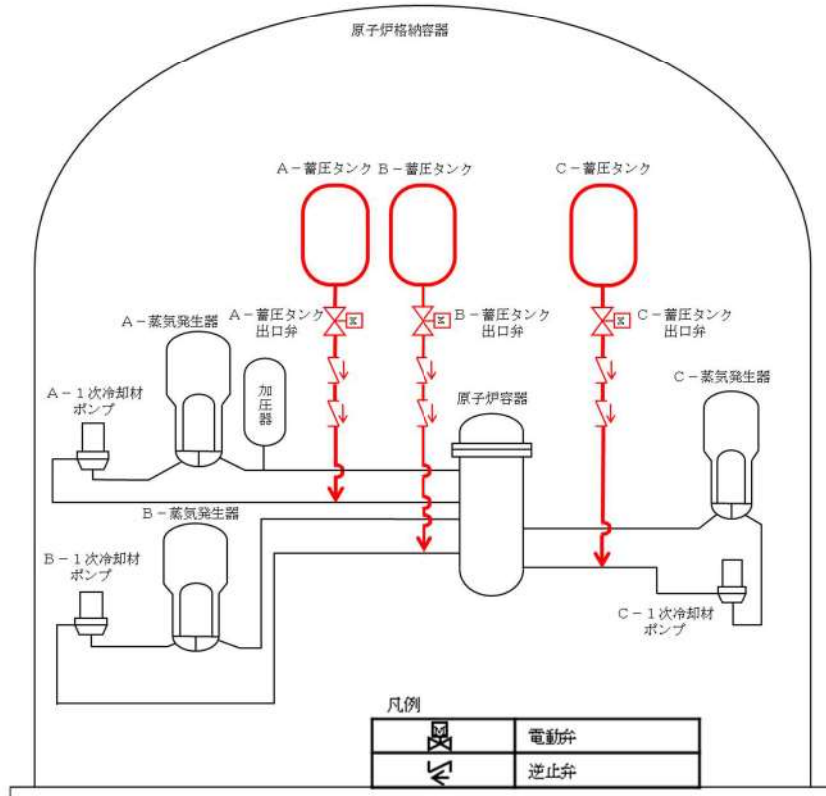 原子炉格納容器
A-蓄圧タンク
B-蓄圧タンク
C-蓄圧タンク
A-蓄圧タンク
出口弁
B-蓄圧タンク
出口弁
C-蓄圧タンク
出口弁
M
M
M
A-蒸気発生器
加圧器
原子炉容器
C-蒸気発生器
A-1次冷却材
ポンプ
B-蒸気発生器
B-1次冷却材
ポンプ
C-1次冷却材
ポンプ
凡例
M
電動弁
逆止弁